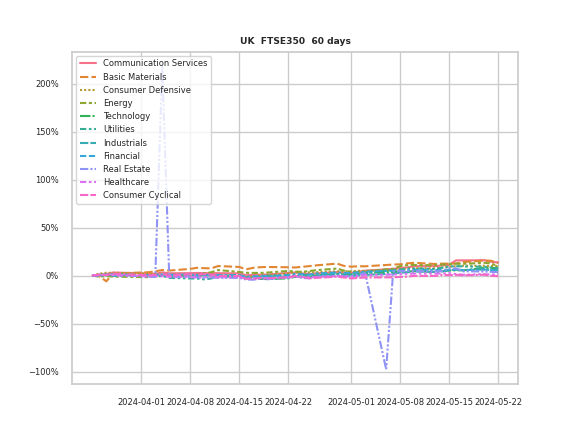 UK FTSE350 60 days
Communication Services
Basic Materials
Consumer Defensive
Energy
Technology
Utilities
Industrials
Financial
Real Estate
Healthcare
Consumer Cyclical
200%
150%
100%
50%
0%
−50%
−100%
2024-04-01 2024-04-08 2024-04-15 2024-04-22 2024-05-01 2024-05-08 2024-05-15 2024-05-22